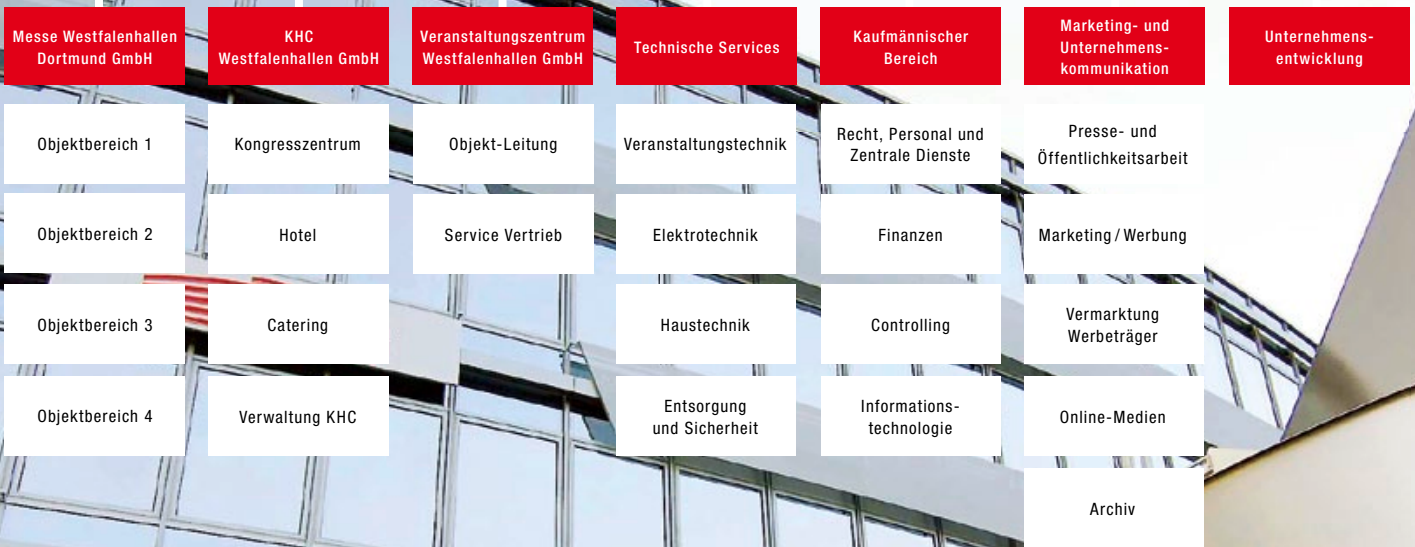 Messe Westfalenhallen
Dortmund GmbH
KHC
Westfalenhallen GmbH
Veranstaltungszentrum
Westfalenhallen GmbH
Technische Services
Kaufmännischer
Bereich
Marketing- und
Unternehmens-
kommunikation
Unternehmens-
entwicklung
Objektbereich 1
Kongresszentrum
Objekt-Leitung
Veranstaltungstechnik
Recht, Personal und
Zentrale Dienste
Presse- und
Öffentlichkeitsarbeit
Objektbereich 2
Hotel
Service Vertrieb
Elektrotechnik
Finanzen
Marketing / Werbung
Objektbereich 3
Catering
Haustechnik
Controlling
Vermarktung
Werbeträger
Objektbereich 4
Verwaltung KHC
Entsorgung
und Sicherheit
Informations-
technologie
Online-Medien
Archiv